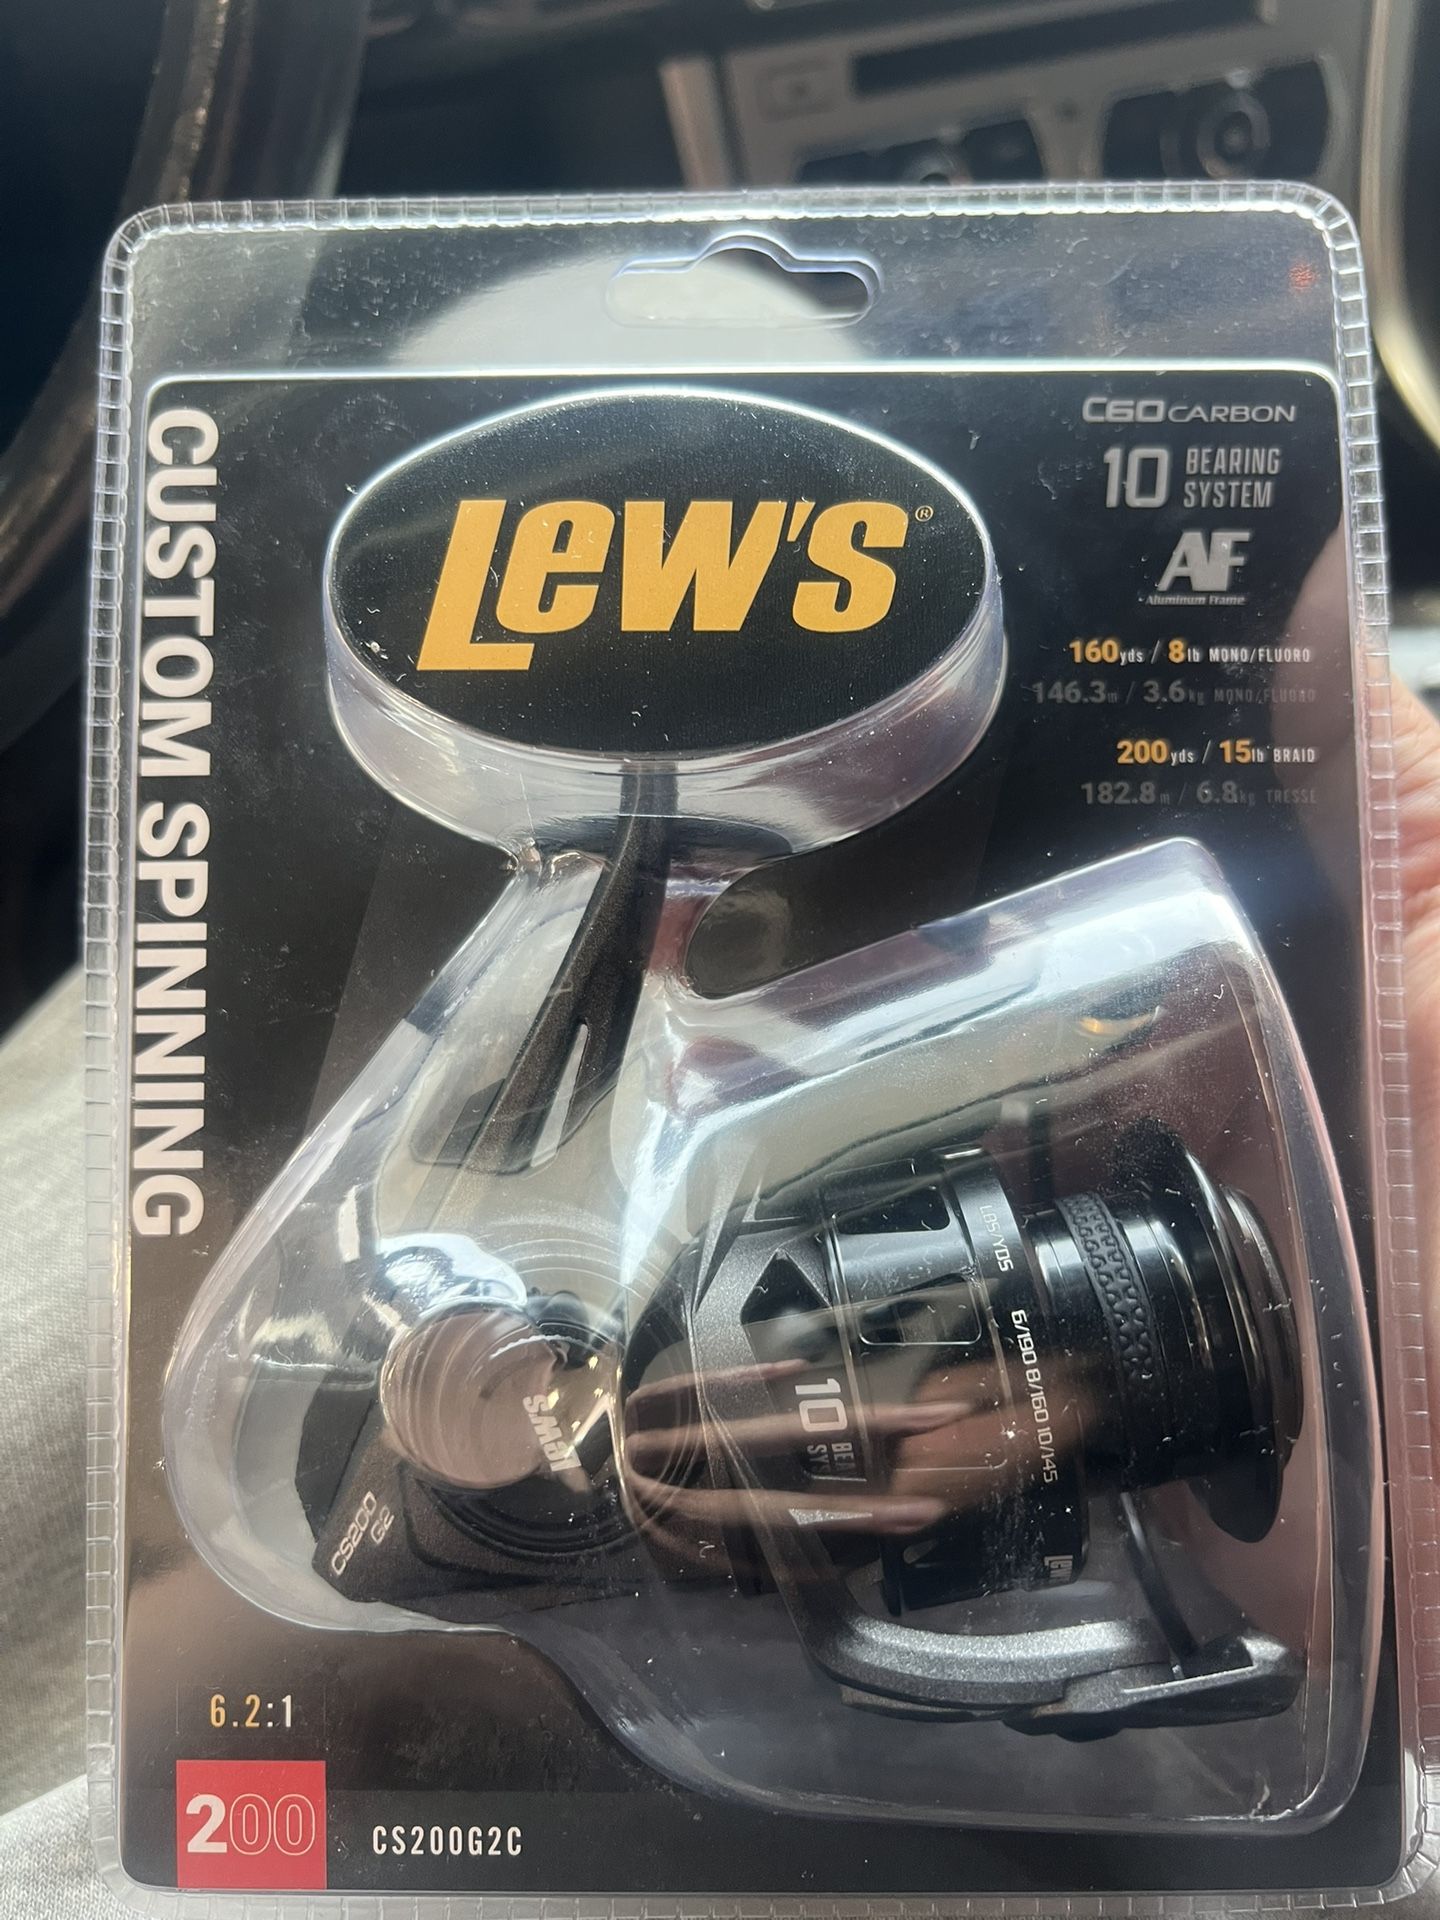 C60 CARBON
10 BEARING SYSTEM
AF
Aluminum Frame
LEW'S®
160yds / 8lb MONO/FLUORO
146.3m / 3.6kg MONO/FLUORO
200yds / 15lb BRAID
182.8m / 6.8kg TRESSE
CUSTOM SPINNING
LBS/YDS 6/190 8/160 10/145
LEW'S
10
CS200
G2
6.2:1
200
CS200G2C